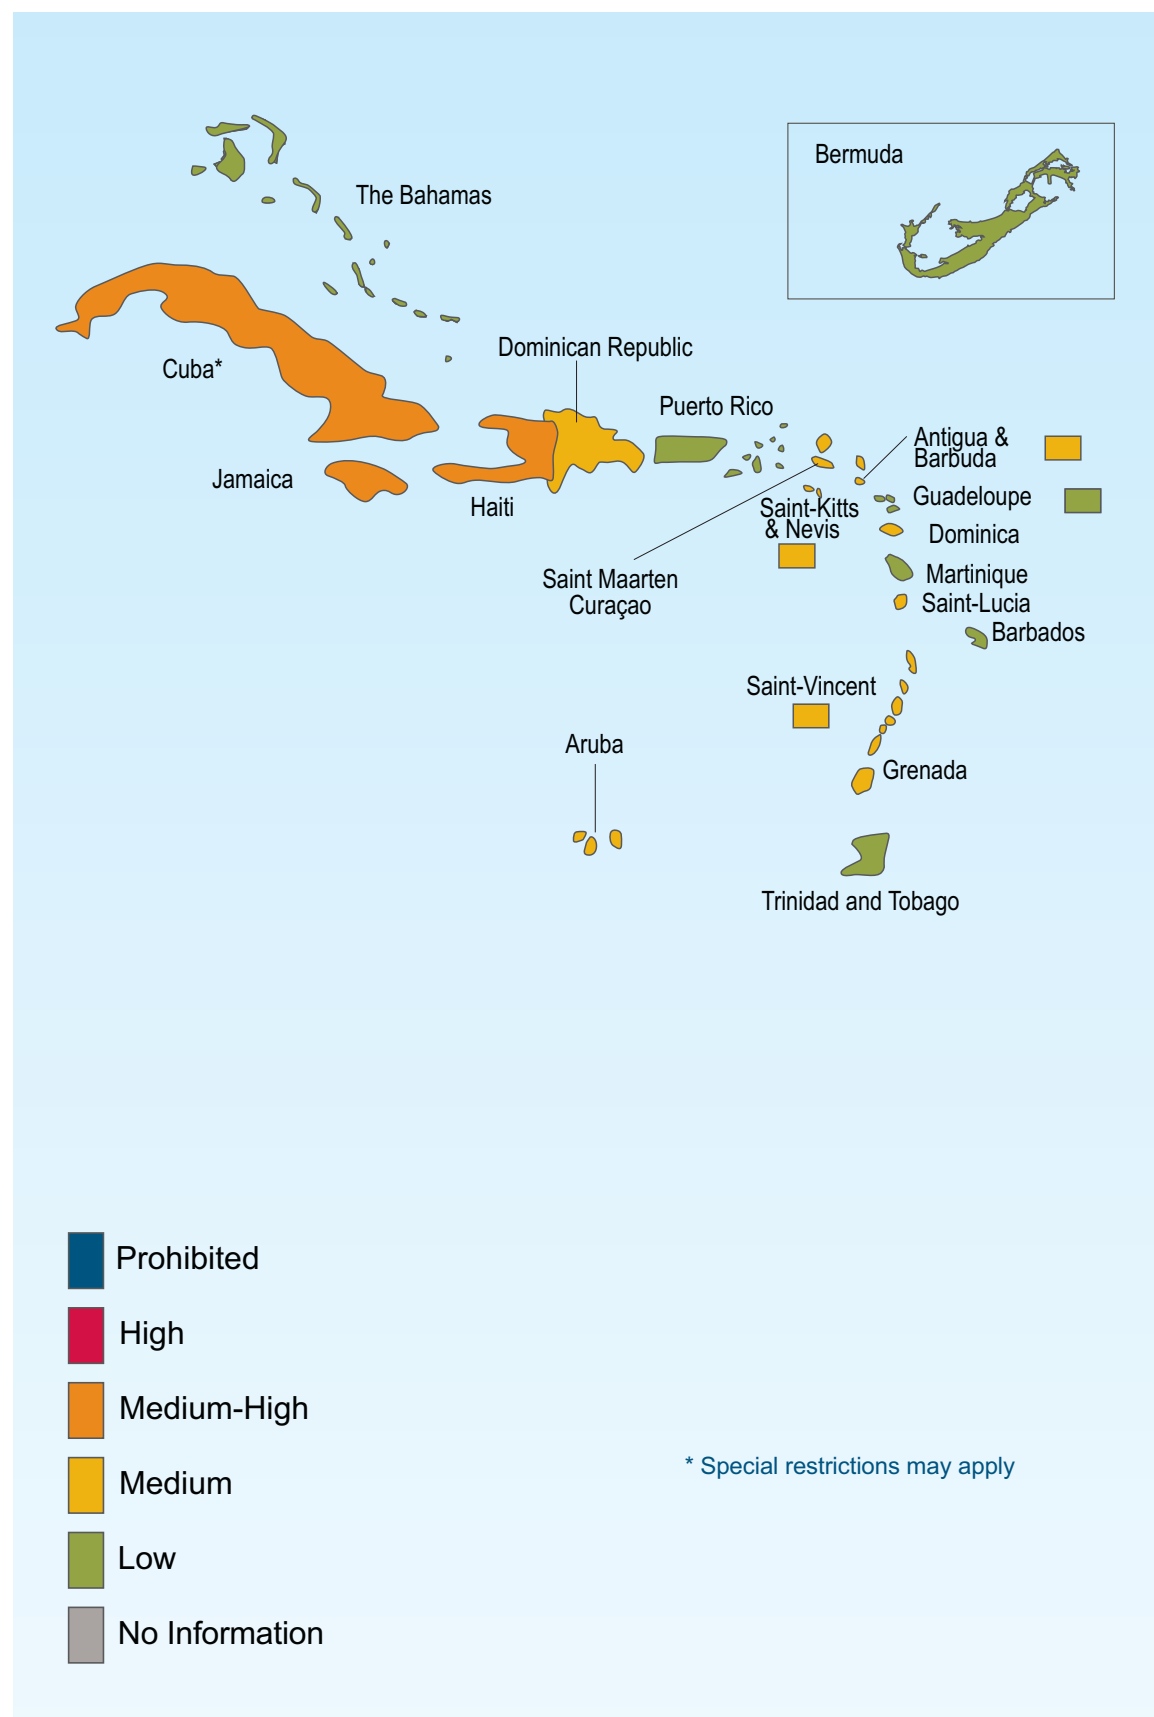 Bermuda
The Bahamas
Dominican Republic
Cuba*
Puerto Rico
Antigua &
Barbuda
Jamaica
Haiti
Guadeloupe
Saint-Kitts
& Nevis
Dominica
Saint Maarten
Curaçao
Martinique
Saint-Lucia
Barbados
Saint-Vincent
Aruba
Grenada
Trinidad and Tobago
Prohibited
High
Medium-High
Medium
* Special restrictions may apply
Low
No Information